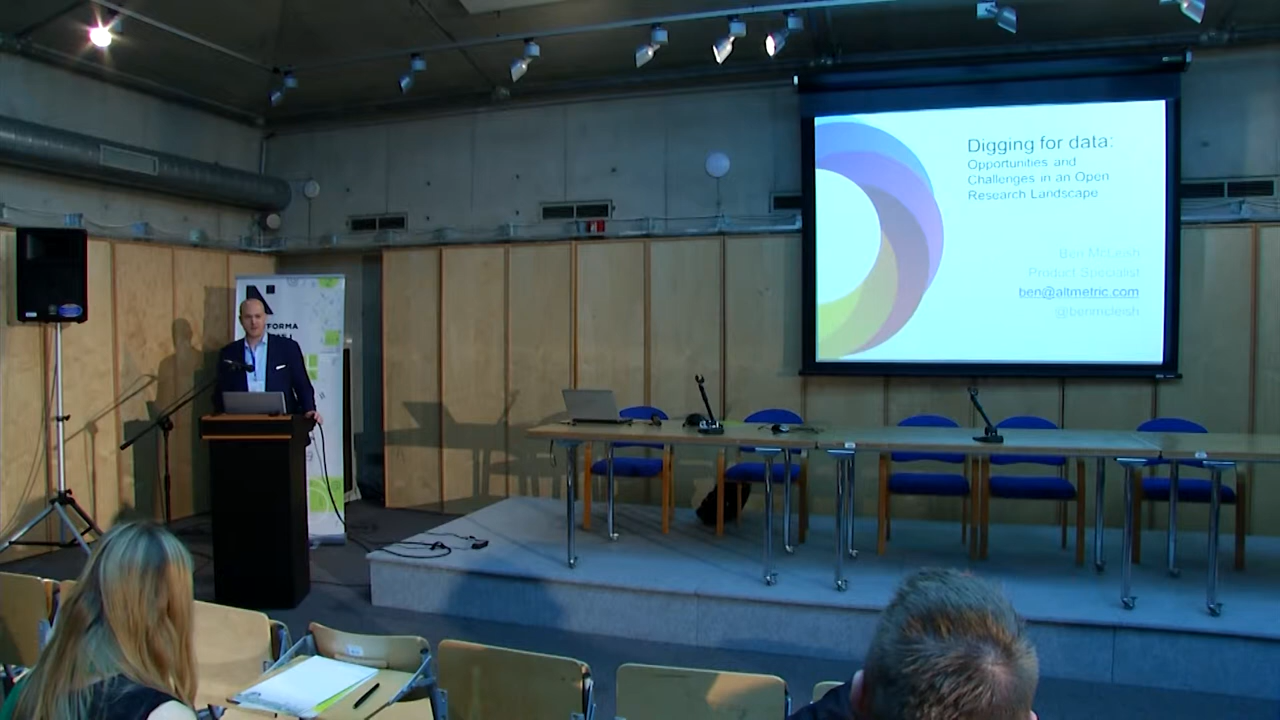 Digging for data:
Opportunities and
Challenges in an Open
Research Landscape
Ben McLeish
Product Specialist
ben@altmetric.com
@benmcleish
FORMA